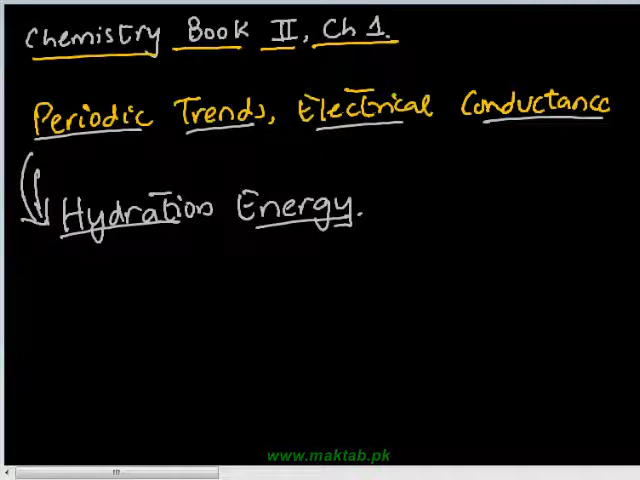 Chemistry Book II, Ch 1.
Periodic Trends, Electrical Conductance
Hydration Energy.
www.maktab.pk